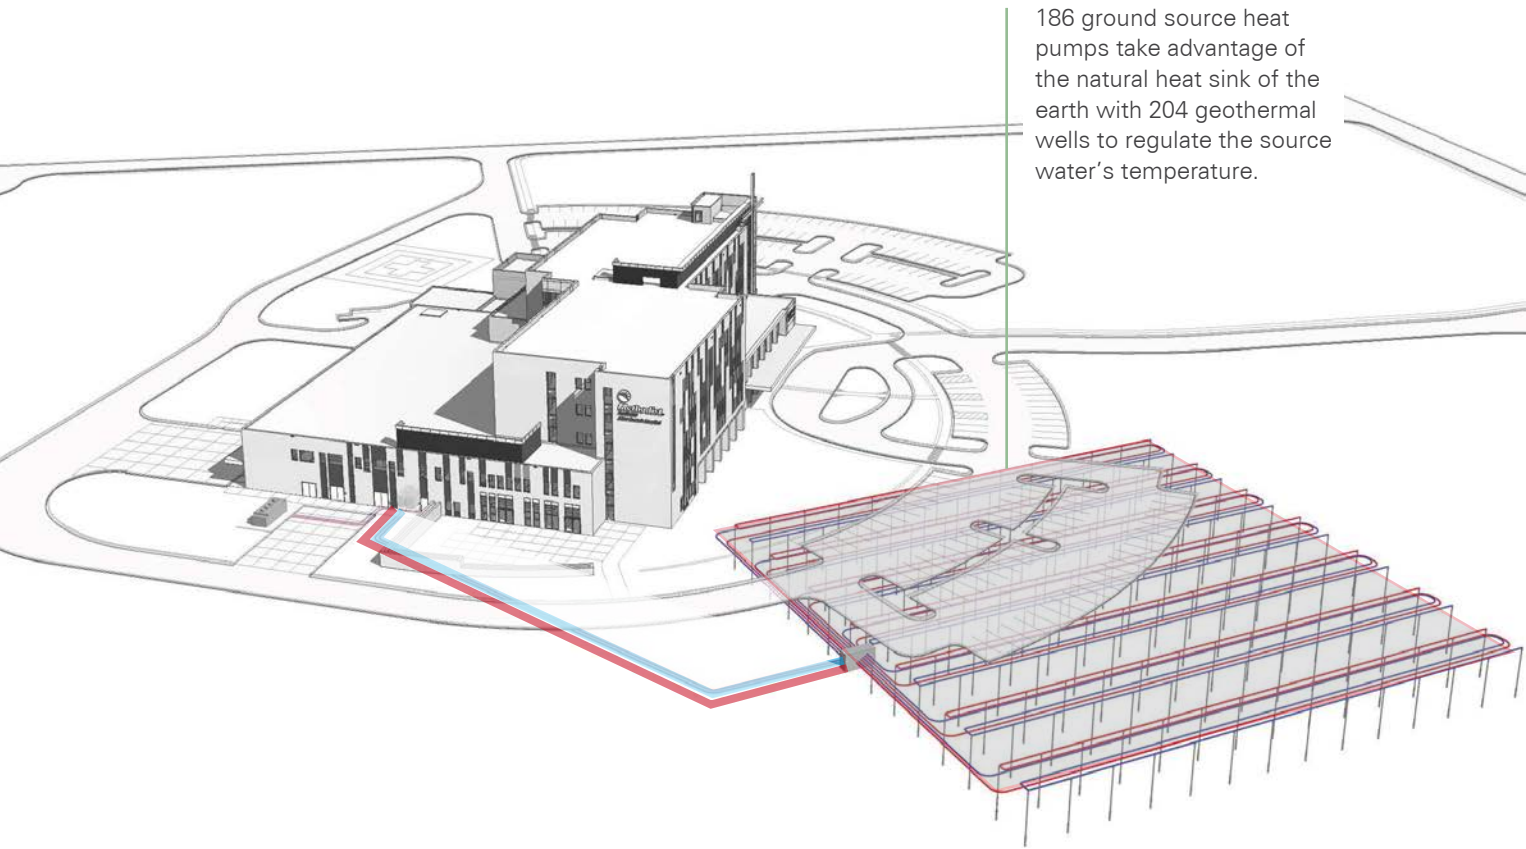 186 ground source heat
pumps take advantage of
the natural heat sink of the
earth with 204 geothermal
wells to regulate the source
water’s temperature.